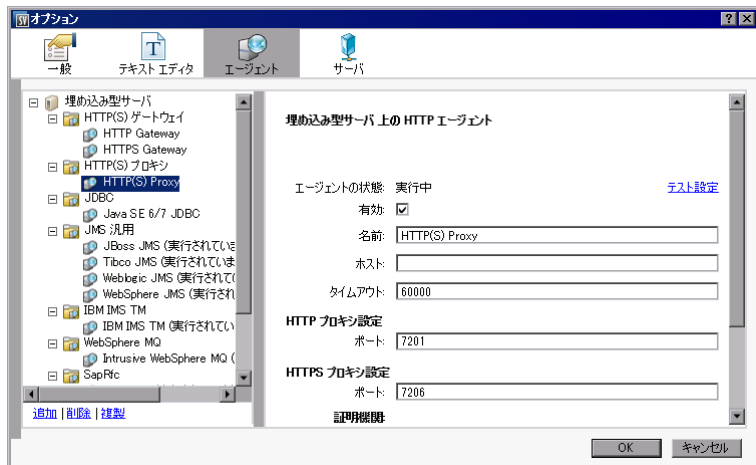 SV オプション
一般 テキスト エディタ エージェント サーバ
埋め込み型サーバ
HTTP(S) ゲートウェイ
HTTP Gateway
HTTPS Gateway
HTTP(S) プロキシ
HTTP(S) Proxy
JDBC
Java SE 6/7 JDBC
JMS 汎用
JBoss JMS (実行されていま
Tibco JMS (実行されていま
Weblogic JMS (実行されて
WebSphere JMS (実行され
IBM IMS TM
IBM IMS TM (実行されてい
WebSphere MQ
Intrusive WebSphere MQ (
SapRfc
追加 | 削除 | 複製
埋め込み型サーバ 上の HTTP エージェント
エージェントの状態: 実行中 テスト設定
有効:
名前: HTTP(S) Proxy
ホスト:
タイムアウト: 60000
HTTP プロキシ設定
ポート: 7201
HTTPS プロキシ設定
ポート: 7206
証明機関:
OK キャンセル